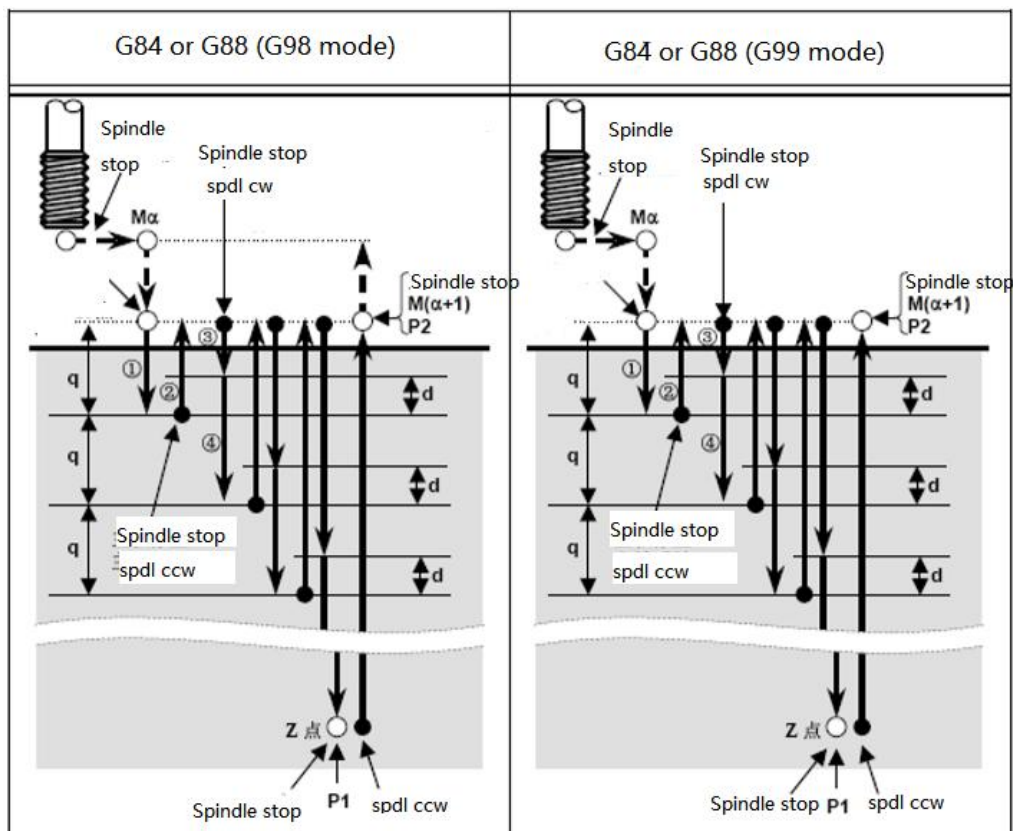 G84 or G88 (G98 mode)
Spindle
stop
Spindle stop
spdl cw
Mα
Spindle stop
M(α+1)
P2
③
q
①
②
d
④
q
d
Spindle stop
spdl ccw
q
d
Z 点
Spindle stop
P1
spdl ccw
G84 or G88 (G99 mode)
Spindle
stop
Spindle stop
spdl cw
Mα
Spindle stop
M(α+1)
P2
③
q
①
②
d
④
q
d
Spindle stop
spdl ccw
q
d
Z 点
Spindle stop
P1
spdl ccw